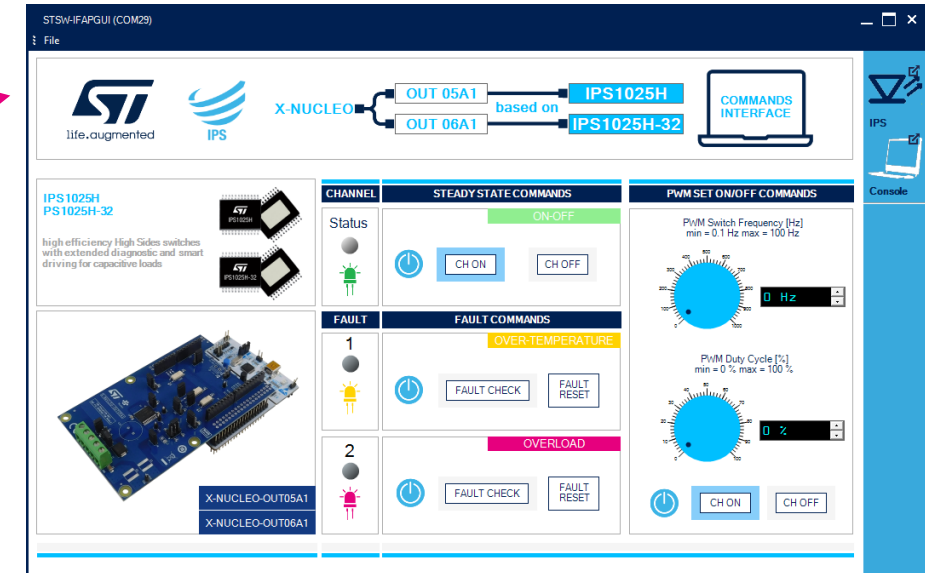 STSW-IFAPGUI (COM29)
File
life.augmented
IPS
X-NUCLEO
OUT 05A1
OUT 06A1
based on
IPS1025H
IPS1025H-32
COMMANDS
INTERFACE
IPS
Console
IPS1025H
PS1025H-32
high efficiency High Sides switches
with extended diagnostic and smart
driving for capacitive loads
IPS1025H
IPS1025H-32
X-NUCLEO-OUT05A1
X-NUCLEO-OUT06A1
CHANNEL
Status
FAULT
1
2
STEADY STATE COMMANDS
ON-OFF
CH ON
CH OFF
FAULT COMMANDS
OVER-TEMPERATURE
FAULT CHECK
FAULT
RESET
OVERLOAD
FAULT CHECK
FAULT
RESET
PWM SET ON/OFF COMMANDS
PWM Switch Frequency [Hz]
min = 0.1 Hz max = 100 Hz
0 Hz
PWM Duty Cycle [%]
min = 0 % max = 100 %
0 %
CH ON
CH OFF